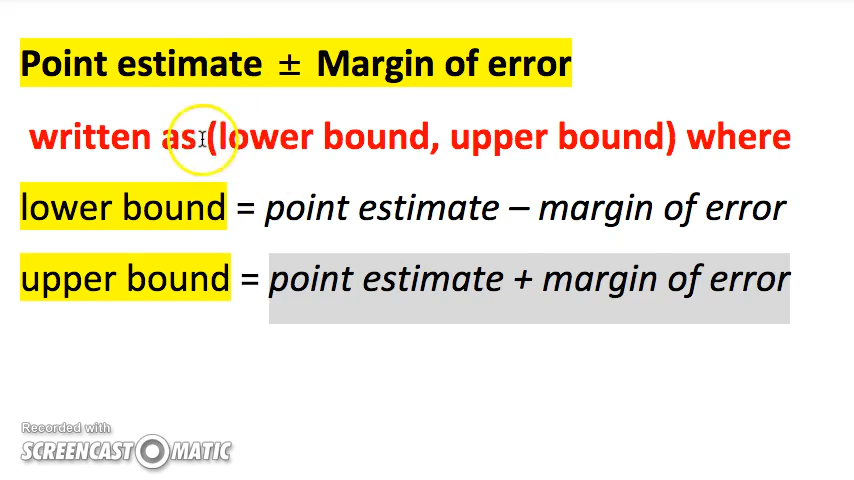 Point estimate ± Margin of error
written as (lower bound, upper bound) where
lower bound = point estimate – margin of error
upper bound = point estimate + margin of error
Recorded with
SCREENCAST MATIC